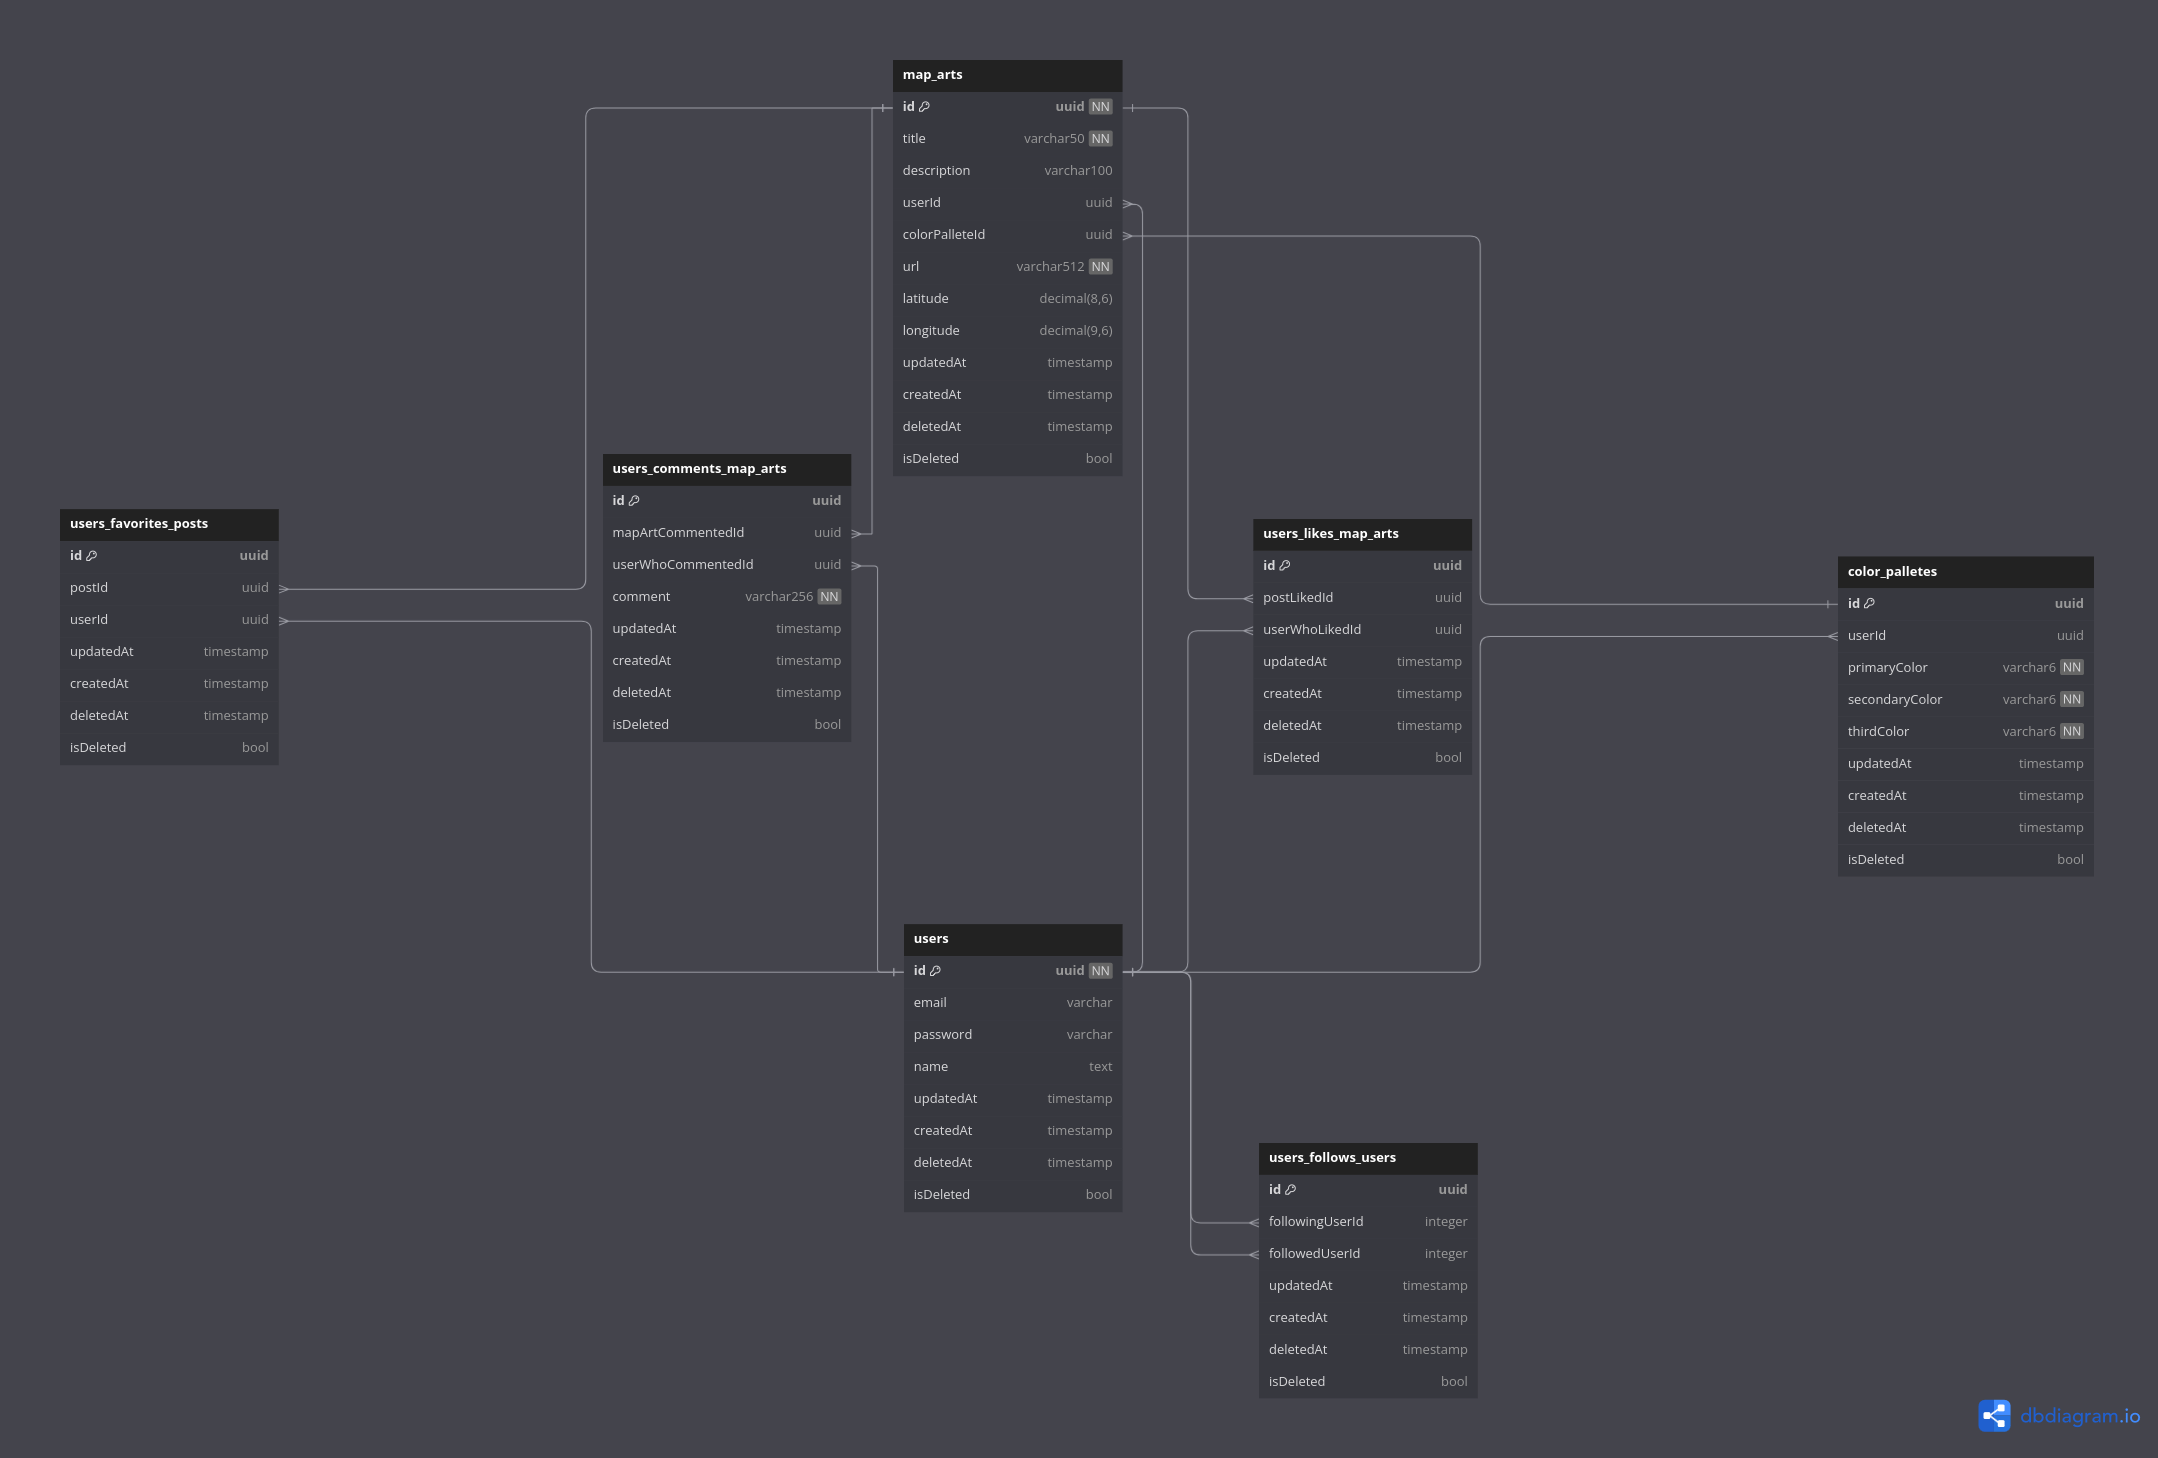 map_arts
id uuid NN
title varchar50 NN
description varchar100
userId uuid
colorPalleteId uuid
url varchar512 NN
latitude decimal(8,6)
longitude decimal(9,6)
updatedAt timestamp
createdAt timestamp
deletedAt timestamp
isDeleted bool
users_comments_map_arts
id uuid
mapArtCommentedId uuid
userWhoCommentedId uuid
comment varchar256 NN
updatedAt timestamp
createdAt timestamp
deletedAt timestamp
isDeleted bool
users_favorites_posts
id uuid
postId uuid
userId uuid
updatedAt timestamp
createdAt timestamp
deletedAt timestamp
isDeleted bool
users_likes_map_arts
id uuid
postLikedId uuid
userWhoLikedId uuid
updatedAt timestamp
createdAt timestamp
deletedAt timestamp
isDeleted bool
color_palletes
id uuid
userId uuid
primaryColor varchar6 NN
secondaryColor varchar6 NN
thirdColor varchar6 NN
updatedAt timestamp
createdAt timestamp
deletedAt timestamp
isDeleted bool
users
id uuid NN
email varchar
password varchar
name text
updatedAt timestamp
createdAt timestamp
deletedAt timestamp
isDeleted bool
users_follows_users
id uuid
followingUserId integer
followedUserId integer
updatedAt timestamp
createdAt timestamp
deletedAt timestamp
isDeleted bool
dbdiagram.io